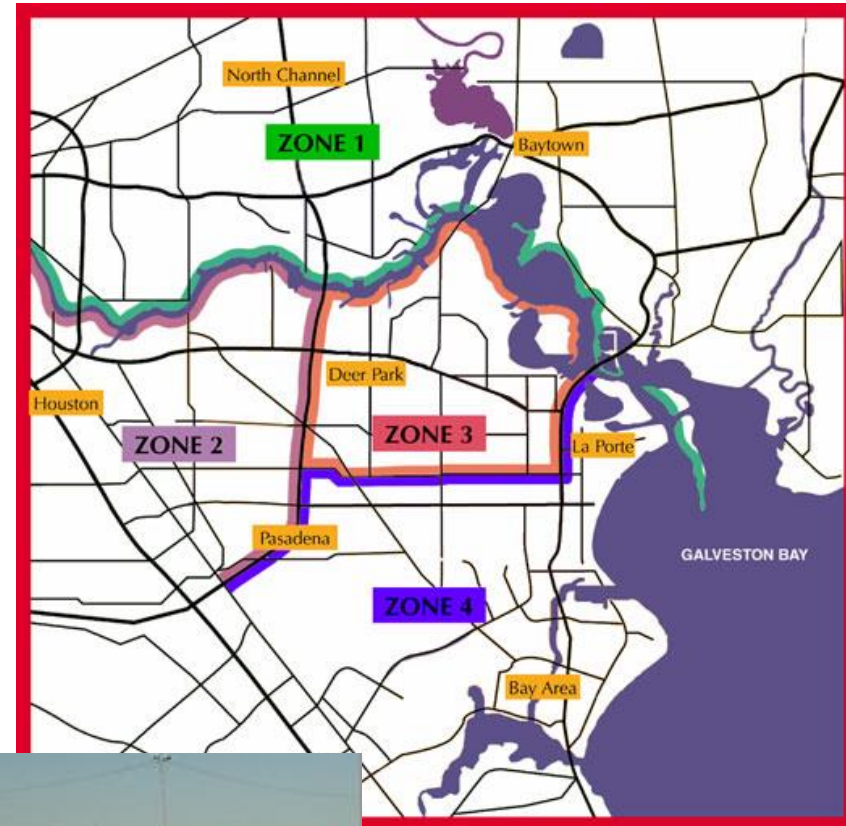 North Channel
ZONE 1
Baytown
Deer Park
Houston
ZONE 3
ZONE 2
La Porte
Pasadena
GALVESTON BAY
ZONE 4
Bay Area